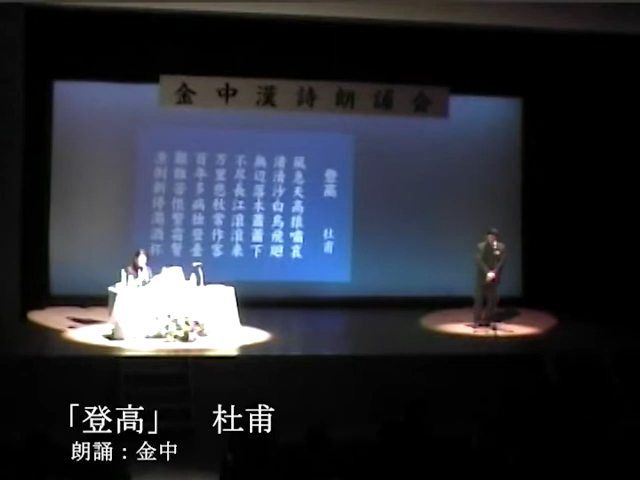 金中漢詩朗誦会
登高　杜甫
風急天高猿嘯哀
渚清沙白鳥飛廻
無辺落木蕭蕭下
不尽長江滾滾来
万里悲秋常作客
百年多病独登臺
艱難苦恨繁霜鬢
潦倒新停濁酒杯
「登高」　杜甫
朗誦：金中